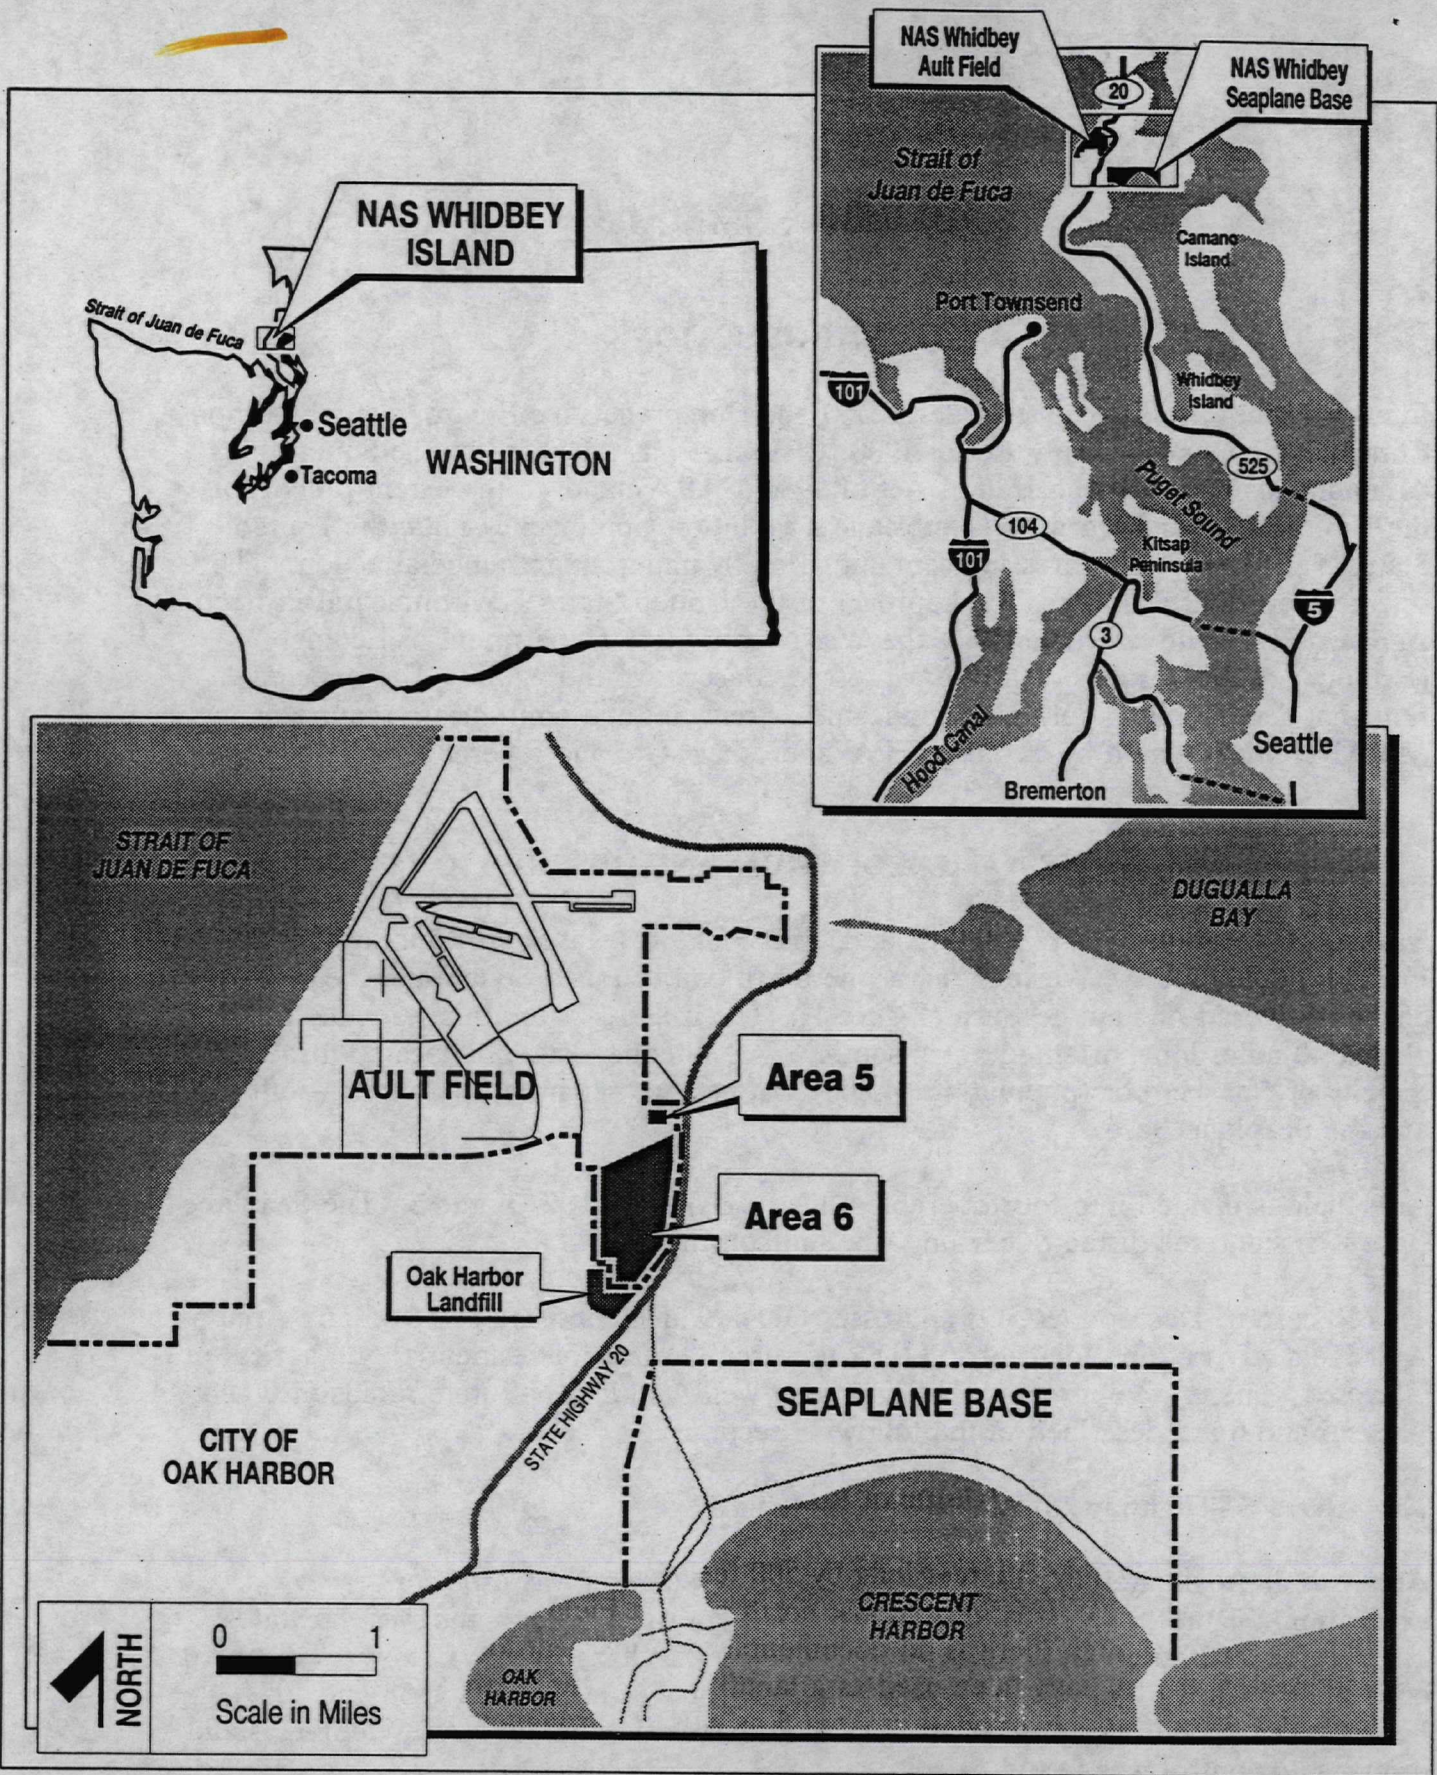 NAS WHIDBEY
ISLAND
Strait of Juan de Fuca
Seattle
Tacoma
WASHINGTON
NAS Whidbey
Ault Field
NAS Whidbey
Seaplane Base
20
Strait of
Juan de Fuca
Camano
Island
Port Townsend
101
Whidbey
Island
525
Puget Sound
104
Kitsap
Peninsula
101
5
3
Hood Canal
Seattle
Bremerton
STRAIT OF
JUAN DE FUCA
DUGUALLA
BAY
AULT FIELD
Area 5
Area 6
Oak Harbor
Landfill
STATE HIGHWAY 20
SEAPLANE BASE
CITY OF
OAK HARBOR
CRESCENT
HARBOR
OAK
HARBOR
NORTH
0 1
Scale in Miles